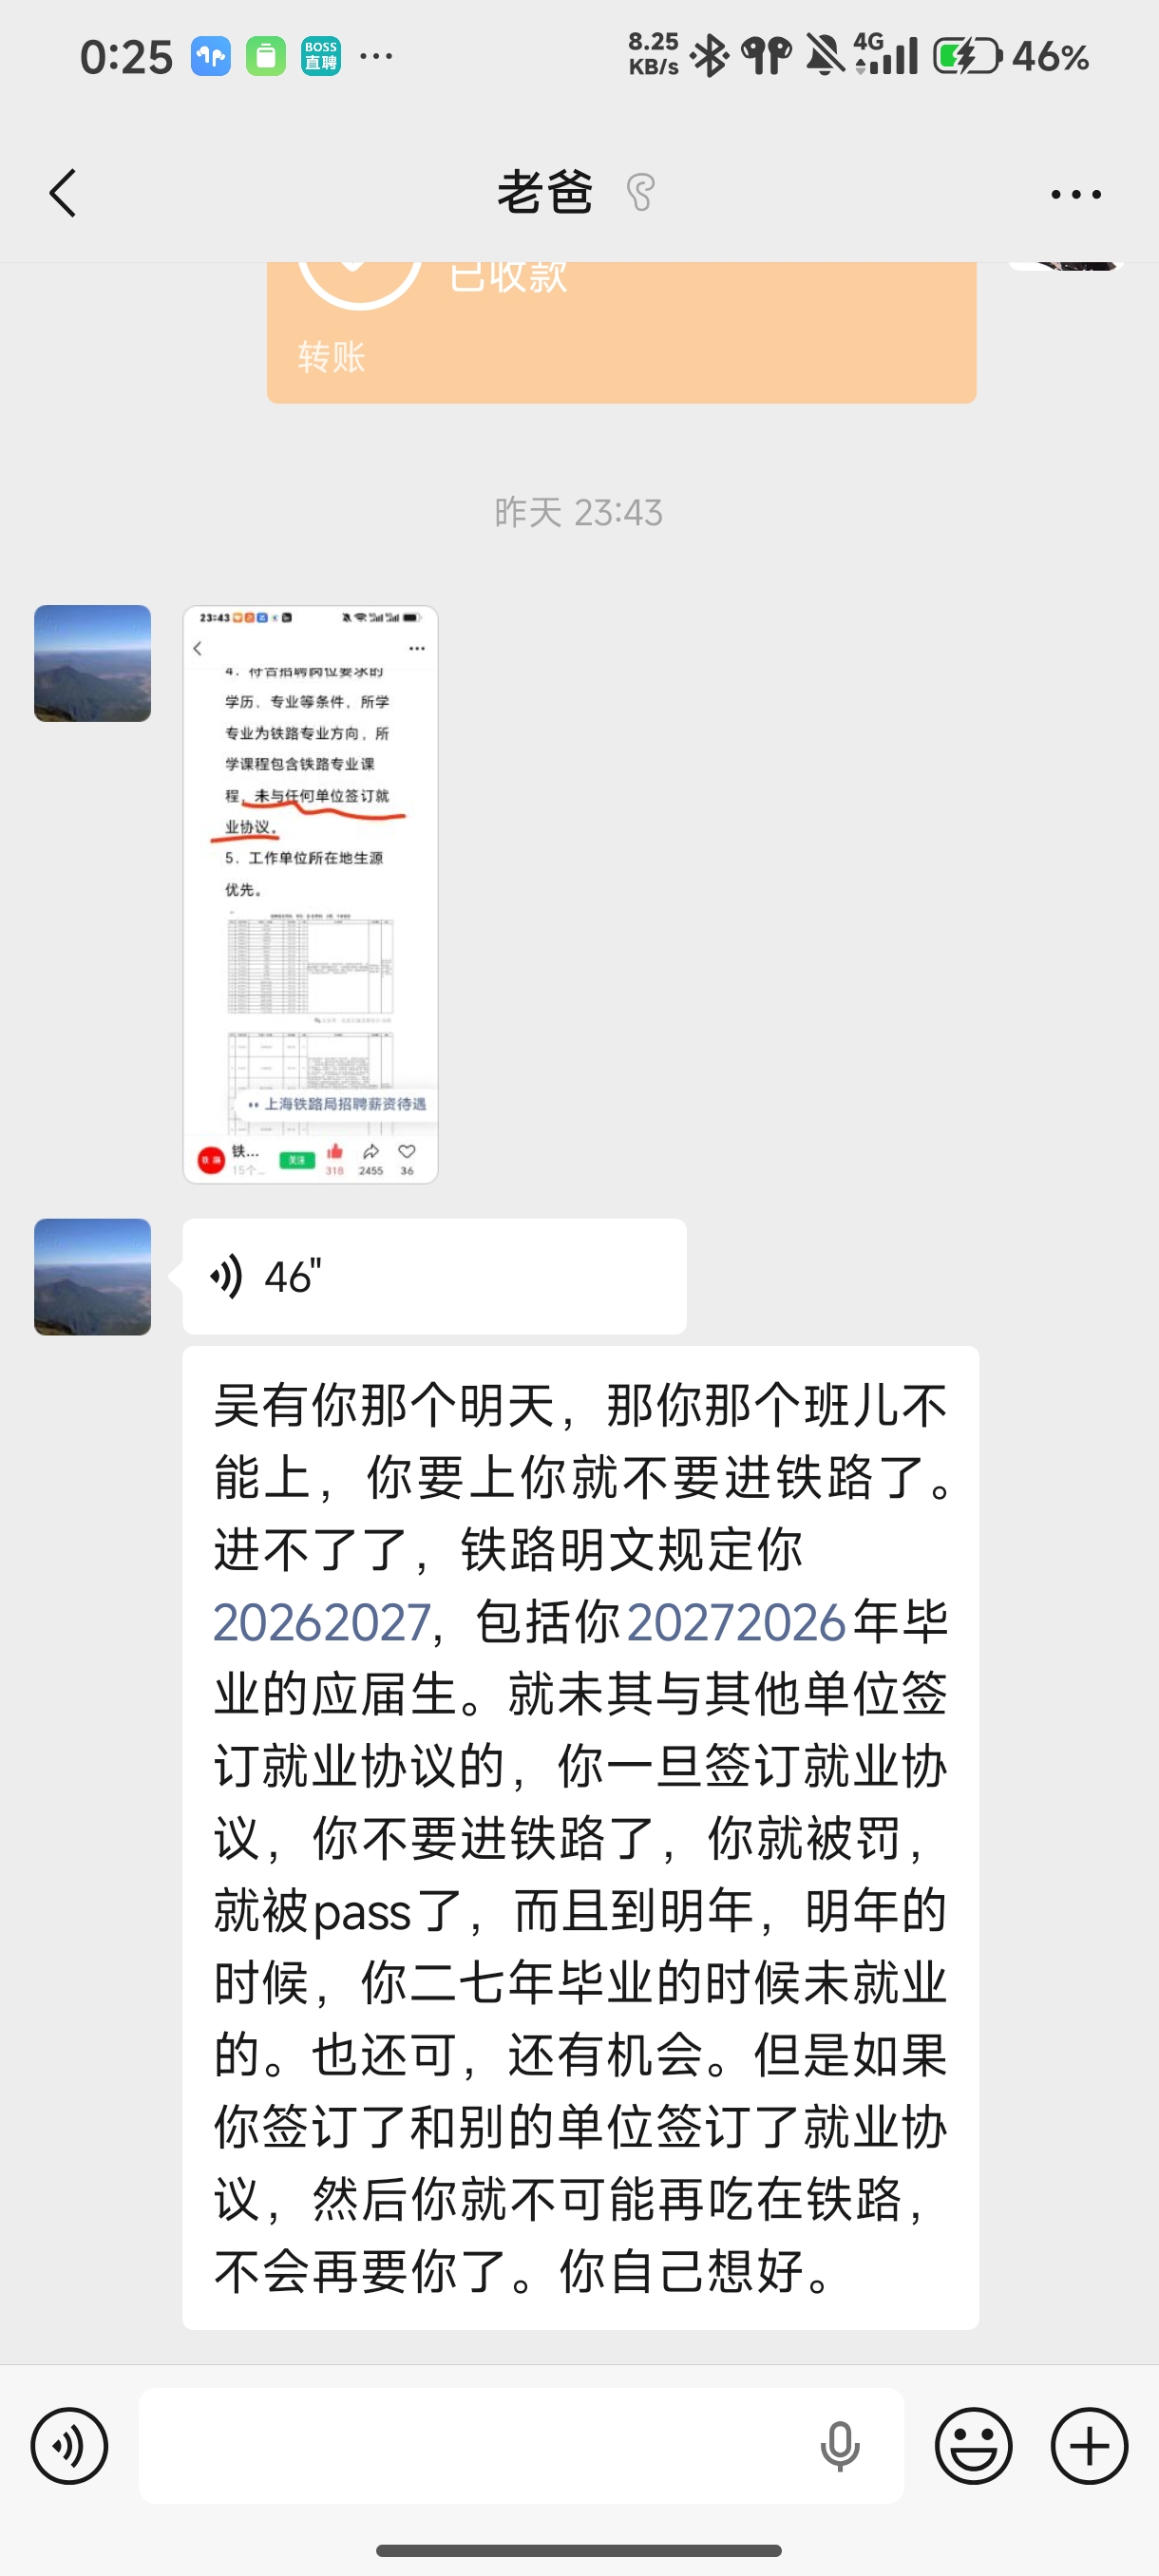 0:25
BOSS
直聘
8.25
KB/s
4G
46%
老爸
已收款
转账
昨天 23:43
23:43
4．符合招聘岗位要求的
学历、专业等条件，所学
专业为铁路专业方向，所
学课程包含铁路专业课
程，未与任何单位签订就
业协议。
5．工作单位所在地生源
优先。
上海铁路局招聘薪资待遇
铁...
15个...
关注
318
2455
36
46"
吴有你那个明天，那你那个班儿不
能上，你要上你就不要进铁路了。
进不了了，铁路明文规定你
20262027，包括你20272026年毕
业的应届生。就未其与其他单位签
订就业协议的，你一旦签订就业协
议，你不要进铁路了，你就被罚，
就被pass了，而且到明年，明年的
时候，你二七年毕业的时候未就业
的。也还可，还有机会。但是如果
你签订了和别的单位签订了就业协
议，然后你就不可能再吃在铁路，
不会再要你了。你自己想好。